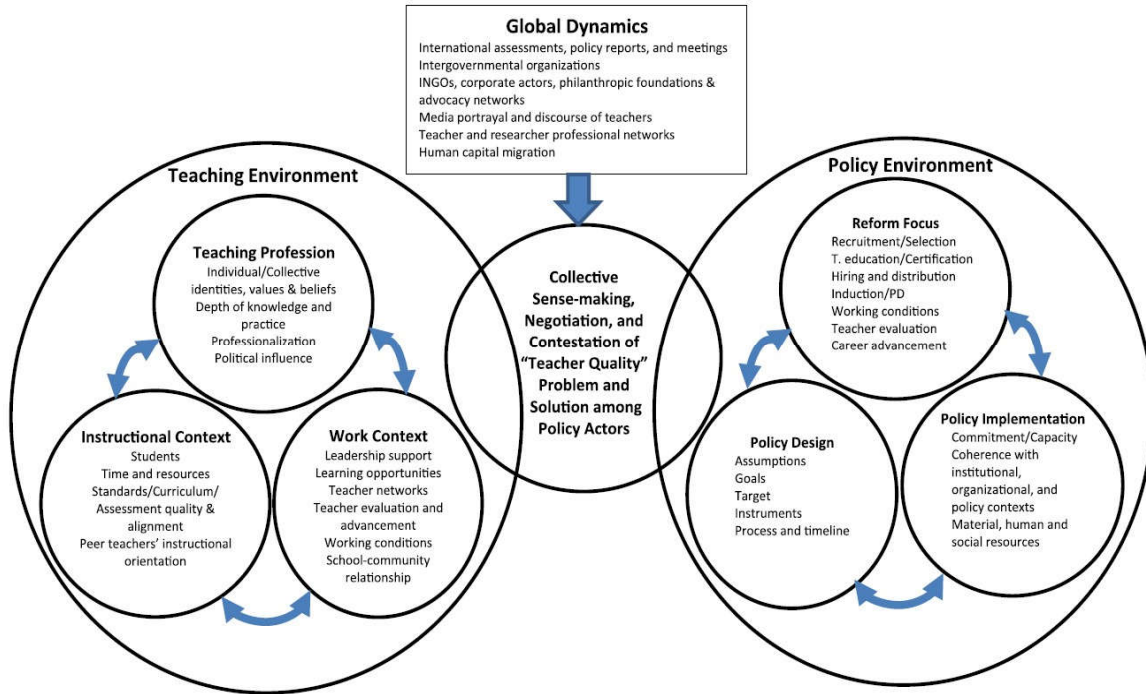 Global Dynamics
International assessments, policy reports, and meetings
Intergovernmental organizations
INGOs, corporate actors, philanthropic foundations &
advocacy networks
Media portrayal and discourse of teachers
Teacher and researcher professional networks
Human capital migration
Teaching Environment
Teaching Profession
Individual/Collective
identities, values & beliefs
Depth of knowledge and
practice
Professionalization
Political influence
Instructional Context
Students
Time and resources
Standards/Curriculum/
Assessment quality &
alignment
Peer teachers' instructional
orientation
Work Context
Leadership support
Learning opportunities
Teacher networks
Teacher evaluation and
advancement
Working conditions
School-community
relationship
Collective
Sense-making,
Negotiation, and
Contestation of
“Teacher Quality”
Problem and
Solution among
Policy Actors
Policy Environment
Reform Focus
Recruitment/Selection
T. education/Certification
Hiring and distribution
Induction/PD
Working conditions
Teacher evaluation
Career advancement
Policy Design
Assumptions
Goals
Target
Instruments
Process and timeline
Policy Implementation
Commitment/Capacity
Coherence with
institutional,
organizational, and
policy contexts
Material, human and
social resources